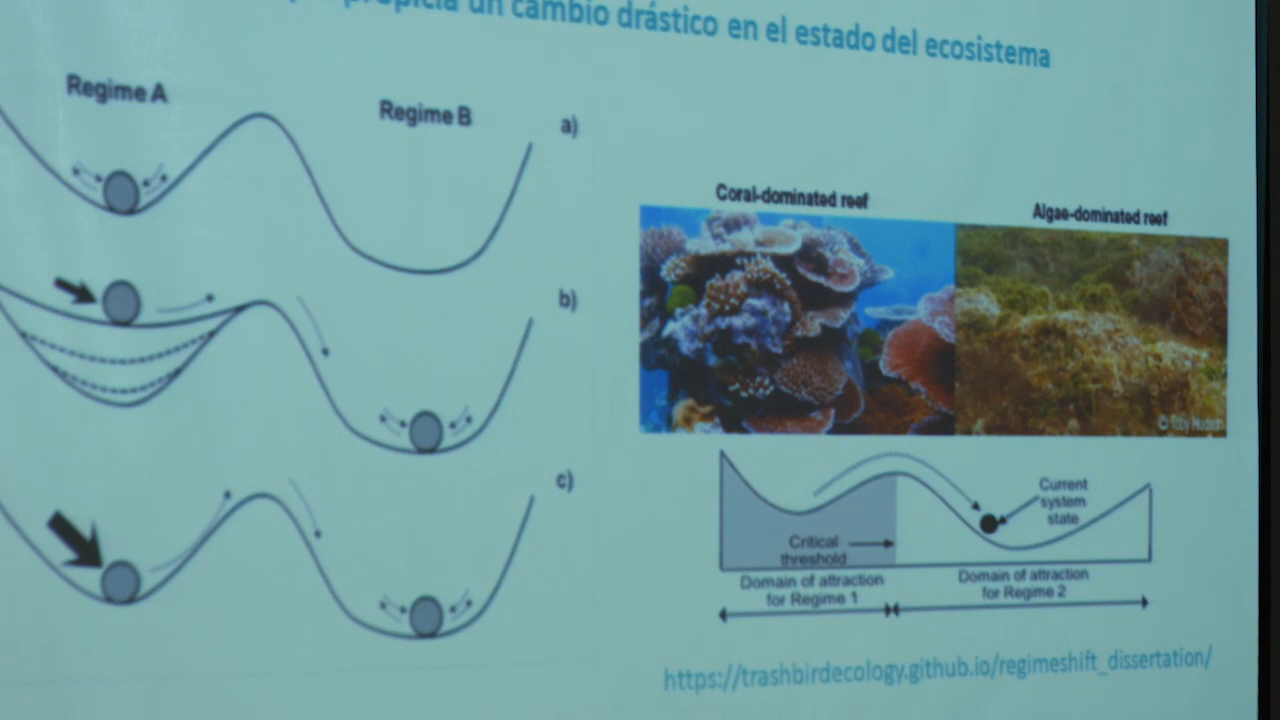 propicia un cambio drástico en el estado del ecosistema
Regime A
Regime B
a)
b)
c)
Coral-dominated reef
Algae-dominated reef
Current
system
state
Critical
threshold
Domain of attraction
for Regime 1
Domain of attraction
for Regime 2
https://trashbirdecology.github.io/regimeshift_dissertation/